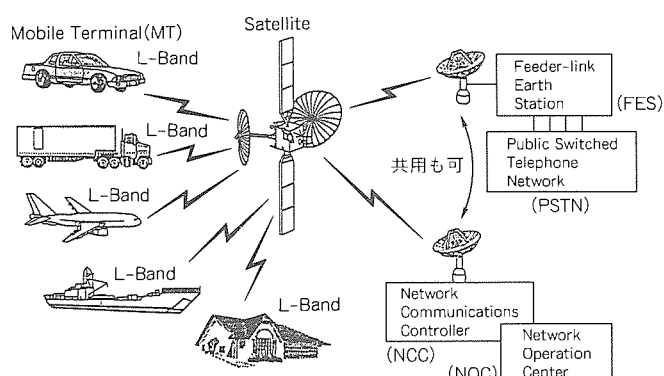 Satellite
Mobile Terminal(MT)
L-Band
L-Band
L-Band
L-Band
L-Band
Feeder-link
Earth
Station
(FES)
Public Switched
Telephone
Network
(PSTN)
共用も可
Network
Communications
Controller
(NCC)
(NOC)
Network
Operation
Center